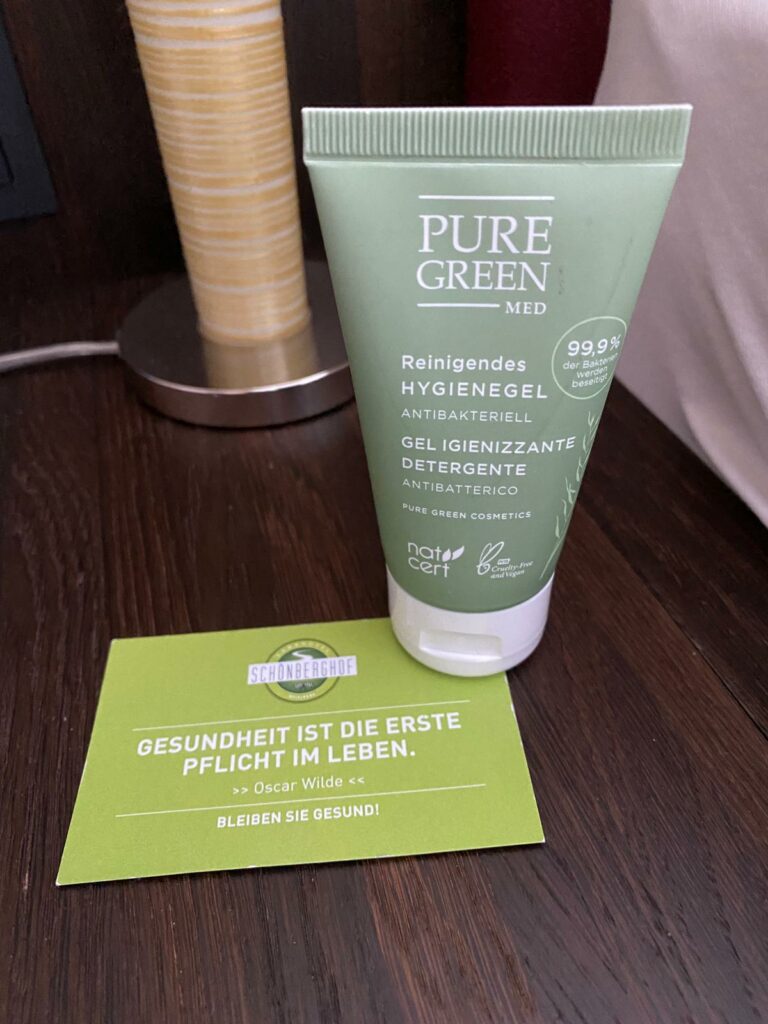 PURE
GREEN
MED
99,9%
der Bakterien
werden
beseitigt
Reinigendes
HYGIENEGEL
ANTIBAKTERIELL
GEL IGIENIZZANTE
DETERGENTE
ANTIBATTERICO
PURE GREEN COSMETICS
nat
cert
Cruelty-Free
and Vegan
SCHÖNBERGHOF
GESUNDHEIT IST DIE ERSTE
PFLICHT IM LEBEN.
>> Oscar Wilde <<
BLEIBEN SIE GESUND!